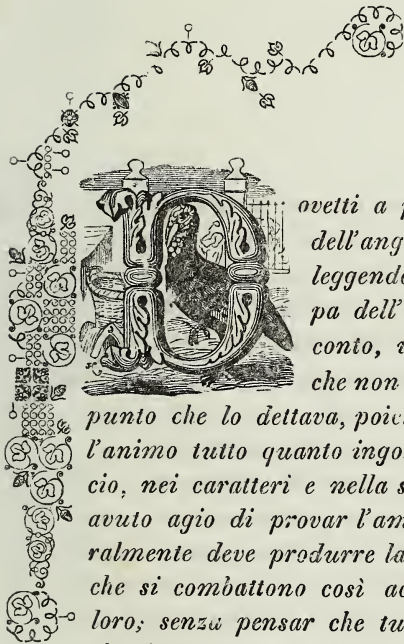 Dovetti a p
dell'ang
leggende
pa dell'
conto,
che non
punto che lo dettava, poic
l'animo tutto quanto ingo
cio, nei caratteri e nella s
avuto agio di provar l'am
ralmente deve produrre la
che si combattono così ac
loro; senza pensar che tu